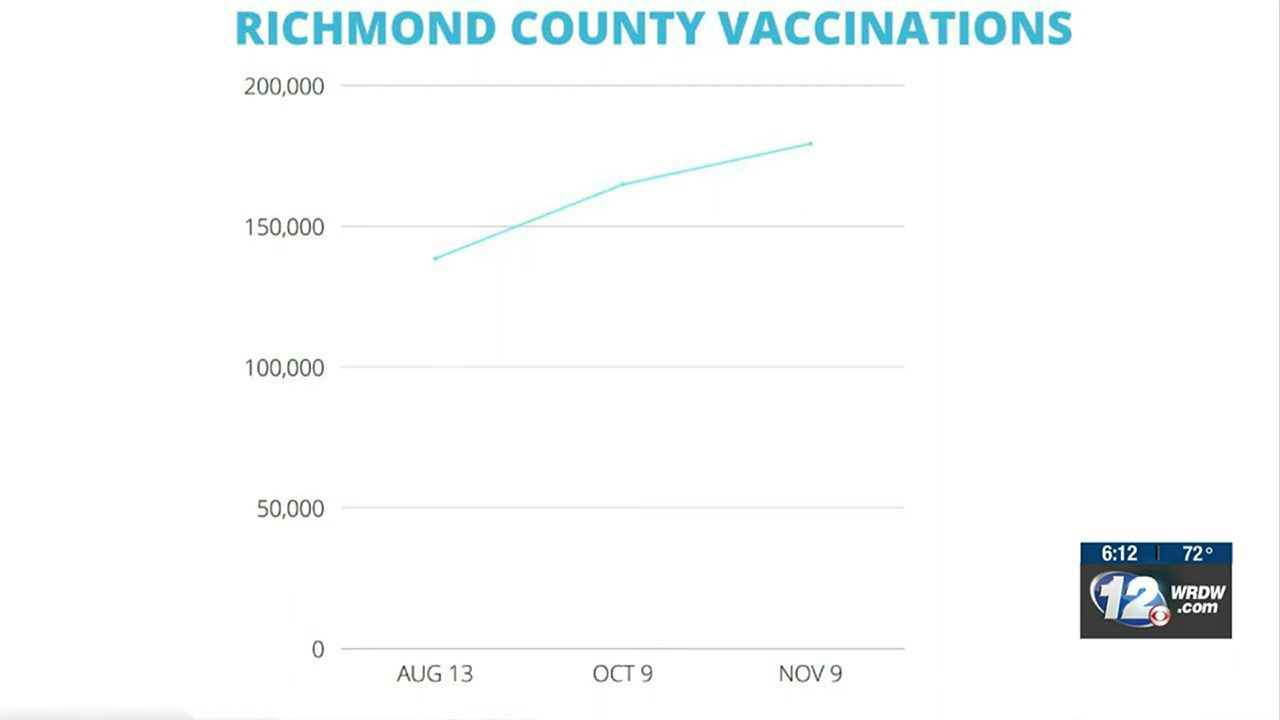 RICHMOND COUNTY VACCINATIONS
200,000
150,000
100,000
50,000
0
AUG 13 OCT 9 NOV 9
6:12 72°
12 WRDW
.com